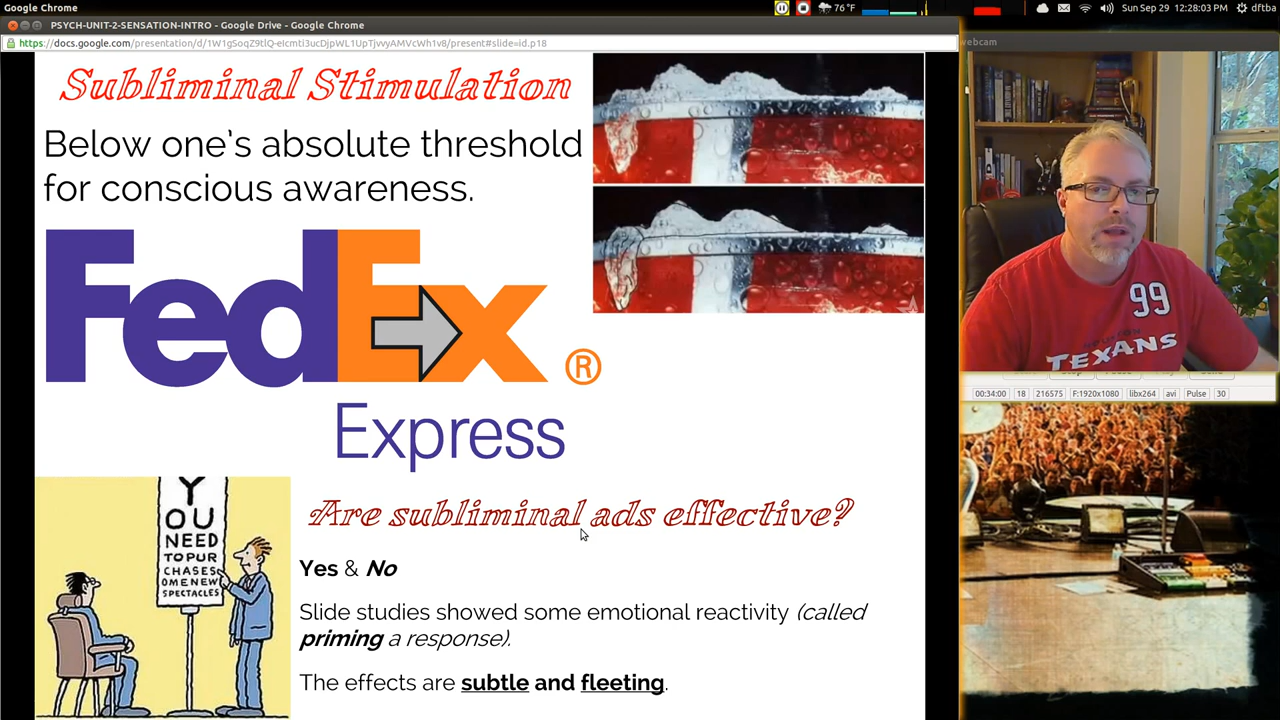 Google Chrome
76 °F
Sun Sep 29 12:28:03 PM
dftba
PSYCH-UNIT-2-SENSATION-INTRO - Google Drive - Google Chrome
https://docs.google.com/presentation/d/1W1gSoqZ9tlQ-eIcmti3ucDjpWL1UpTjvvyAMVcWh1v8/present#slide=id.p18
webcam
Subliminal Stimulation
Below one's absolute threshold
for conscious awareness.
FedEx ®
Express
99
TEXANS
00:34:00 18 216575 F:1920x1080 libx264 avi Pulse 30
Y
OU
NEED
TO PUR
CHASES
OME NEW
SPECTACLES
Are subliminal ads effective?
Yes & No
Slide studies showed some emotional reactivity (called
priming a response).
The effects are subtle and fleeting.